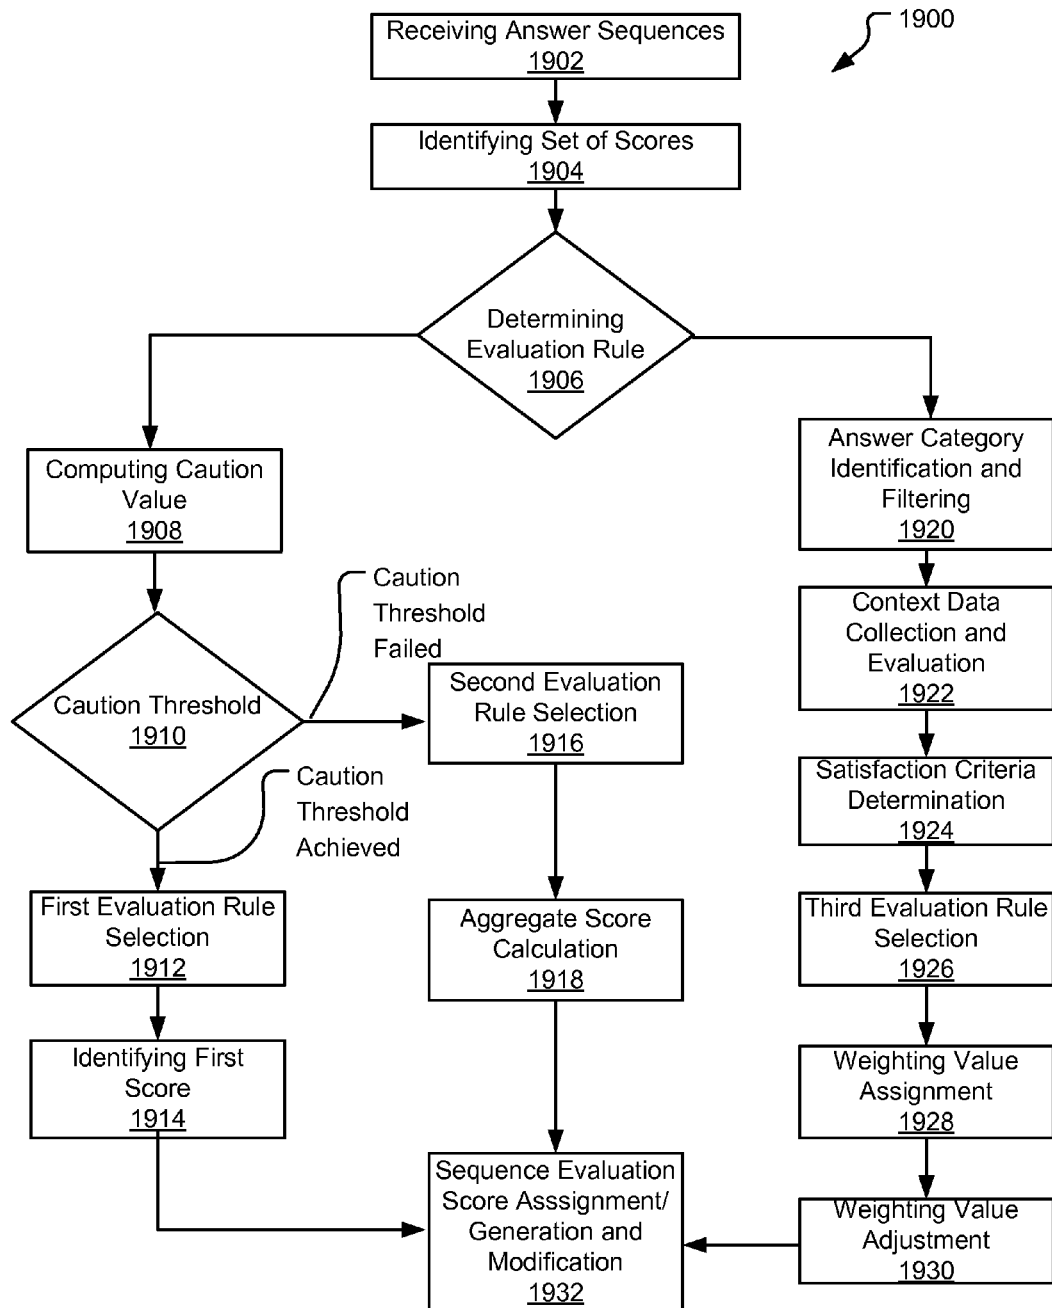 1900
Receiving Answer Sequences
1902
Identifying Set of Scores
1904
Determining
Evaluation Rule
1906
Computing Caution
Value
1908
Caution Threshold
1910
Caution
Threshold
Failed
Caution
Threshold
Achieved
First Evaluation Rule
Selection
1912
Identifying First
Score
1914
Second Evaluation
Rule Selection
1916
Aggregate Score
Calculation
1918
Answer Category
Identification and
Filtering
1920
Context Data
Collection and
Evaluation
1922
Satisfaction Criteria
Determination
1924
Third Evaluation Rule
Selection
1926
Weighting Value
Assignment
1928
Weighting Value
Adjustment
1930
Sequence Evaluation
Score Asssignment/
Generation and
Modification
1932